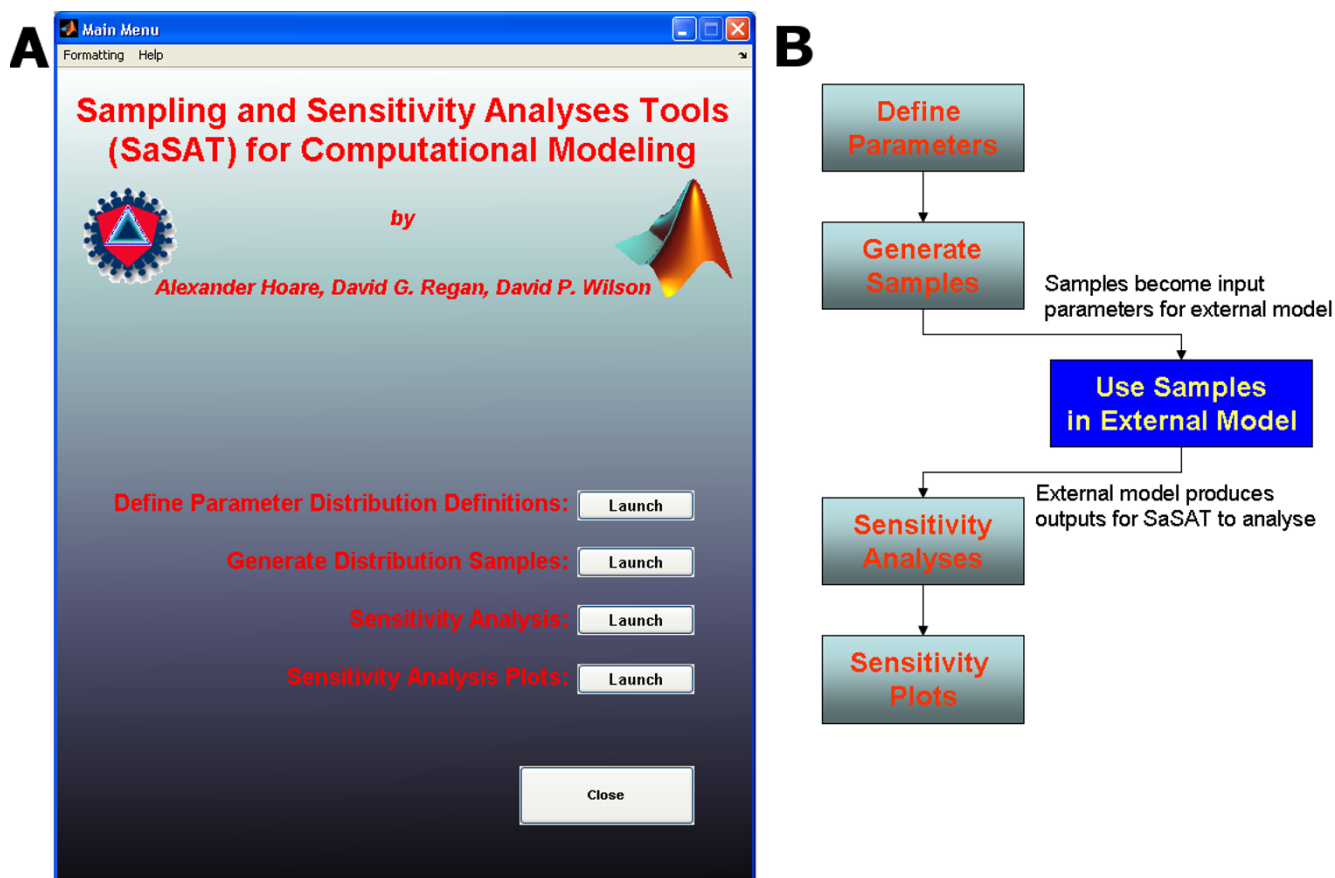 A
Main Menu
Formatting Help
Sampling and Sensitivity Analyses Tools
(SaSAT) for Computational Modeling
by
Alexander Hoare, David G. Regan, David P. Wilson
Define Parameter Distribution Definitions:
Launch
Generate Distribution Samples:
Launch
Sensitivity Analysis:
Launch
Sensitivity Analysis Plots:
Launch
Close
B
Define
Parameters
Generate
Samples
Samples become input
parameters for external model
Use Samples
in External Model
External model produces
outputs for SaSAT to analyse
Sensitivity
Analyses
Sensitivity
Plots